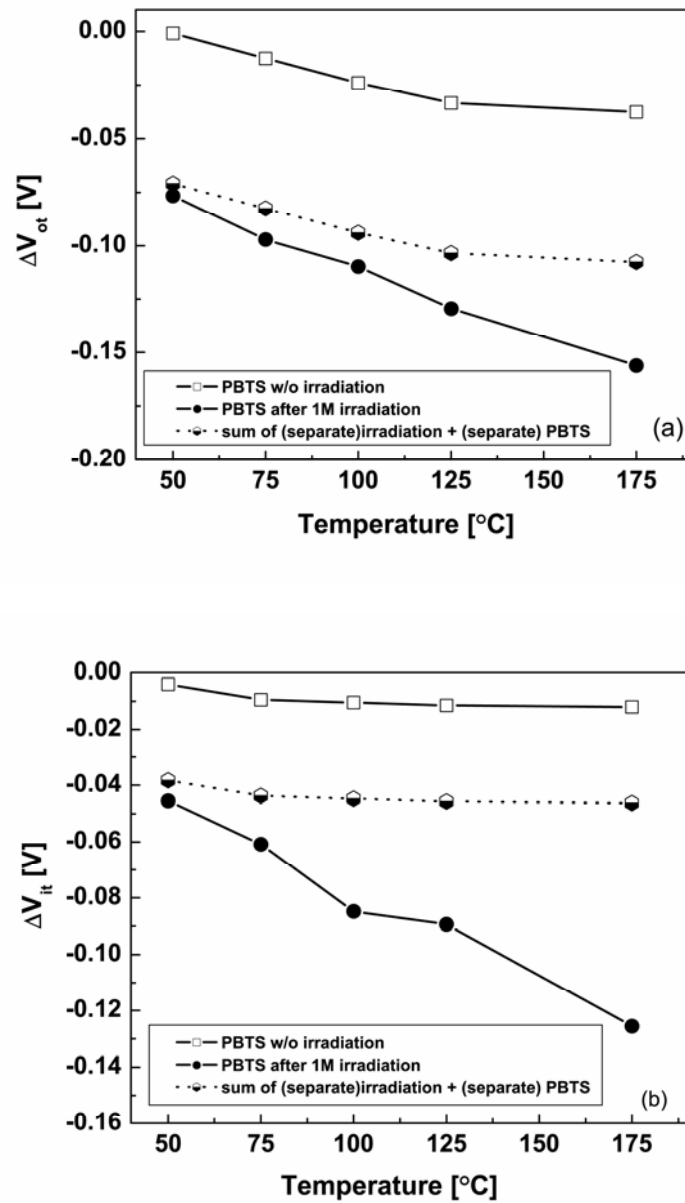 0.00
-0.05
-0.10
-0.15
-0.20
ΔVot [V]
PBTS w/o irradiation
PBTS after 1M irradiation
sum of (separate)irradiation + (separate) PBTS
(a)
50 75 100 125 150 175
Temperature [°C]
0.00
-0.02
-0.04
-0.06
-0.08
-0.10
-0.12
-0.14
-0.16
ΔVit [V]
PBTS w/o irradiation
PBTS after 1M irradiation
sum of (separate)irradiation + (separate) PBTS
(b)
50 75 100 125 150 175
Temperature [°C]